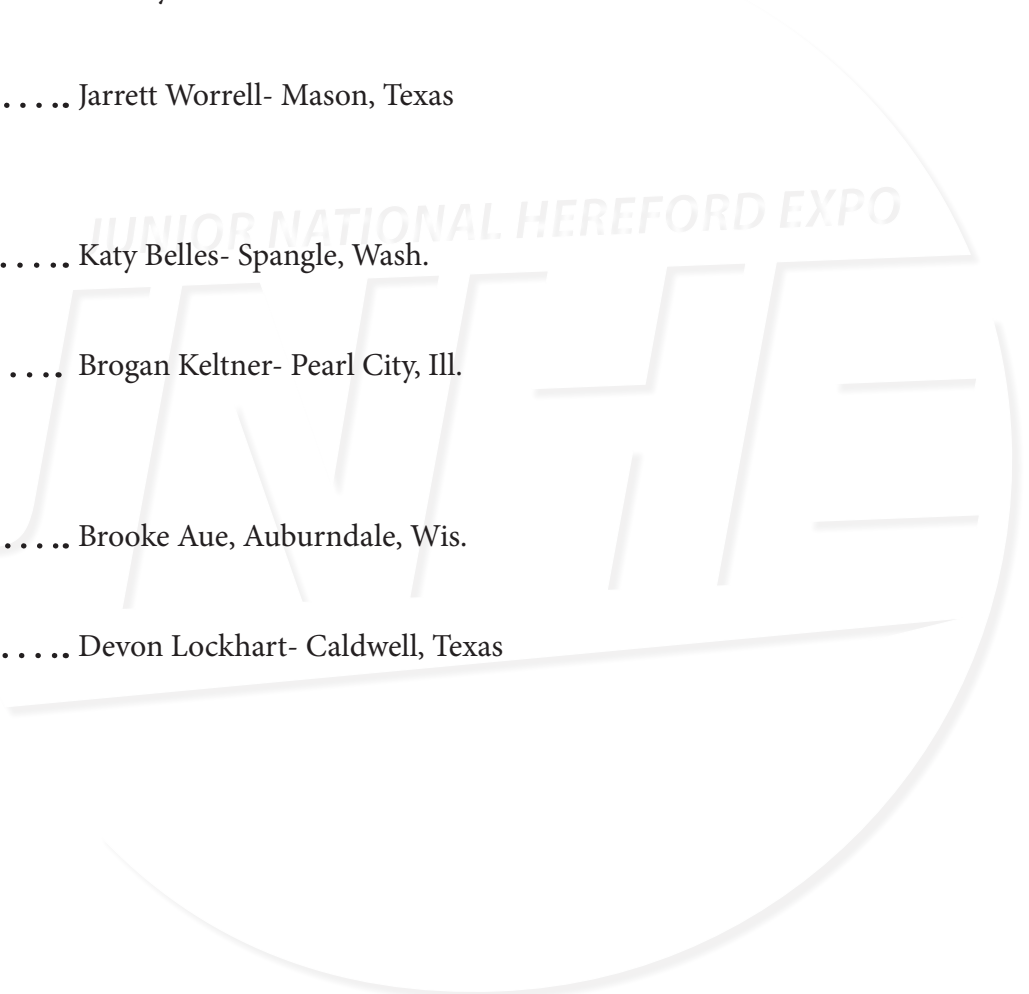 ..... Jarrett Worrell- Mason, Texas
JUNIOR NATIONAL HEREFORD EXPO
..... Katy Belles- Spangle, Wash.
JNHE
.... Brogan Keltner- Pearl City, Ill.
..... Brooke Aue, Auburndale, Wis.
..... Devon Lockhart- Caldwell, Texas